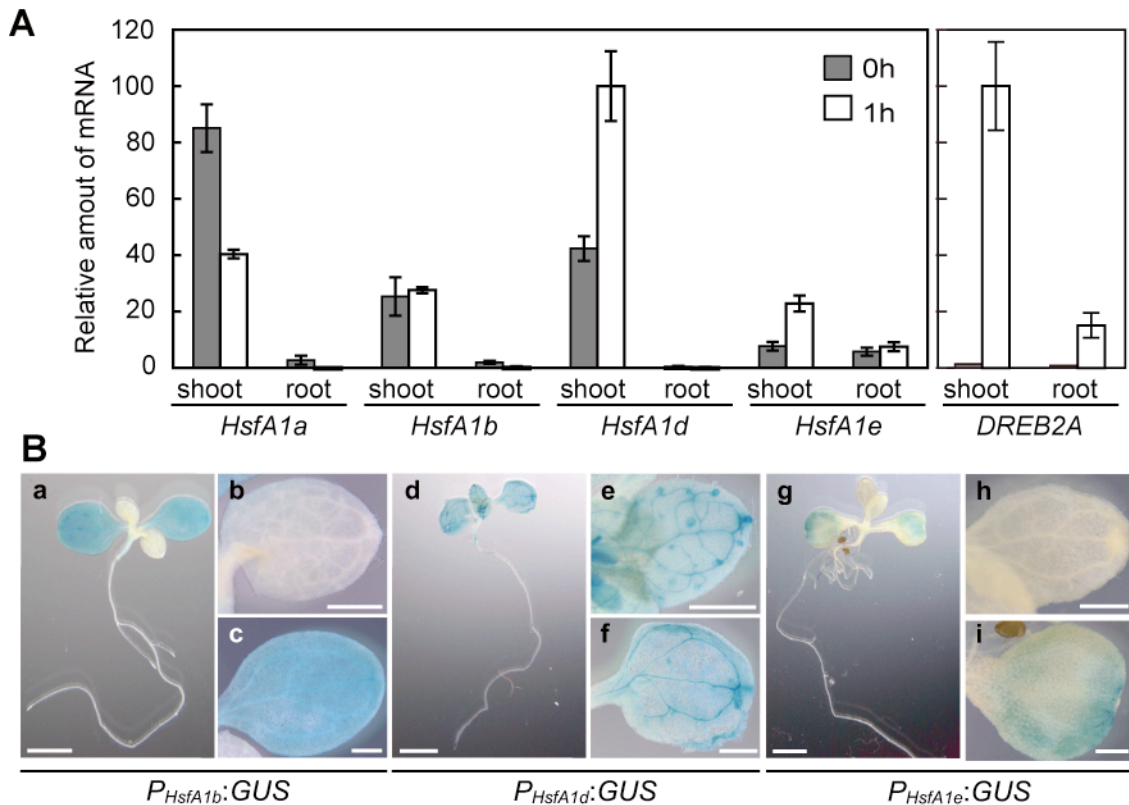 A
Relative amout of mRNA
120
100
80
60
40
20
0
0h
1h
shoot root shoot root shoot root shoot root shoot root
HsfA1a HsfA1b HsfA1d HsfA1e DREB2A
B
a b d e g h
c f i
PHsfA1b:GUS PHsfA1d:GUS PHsfA1e:GUS